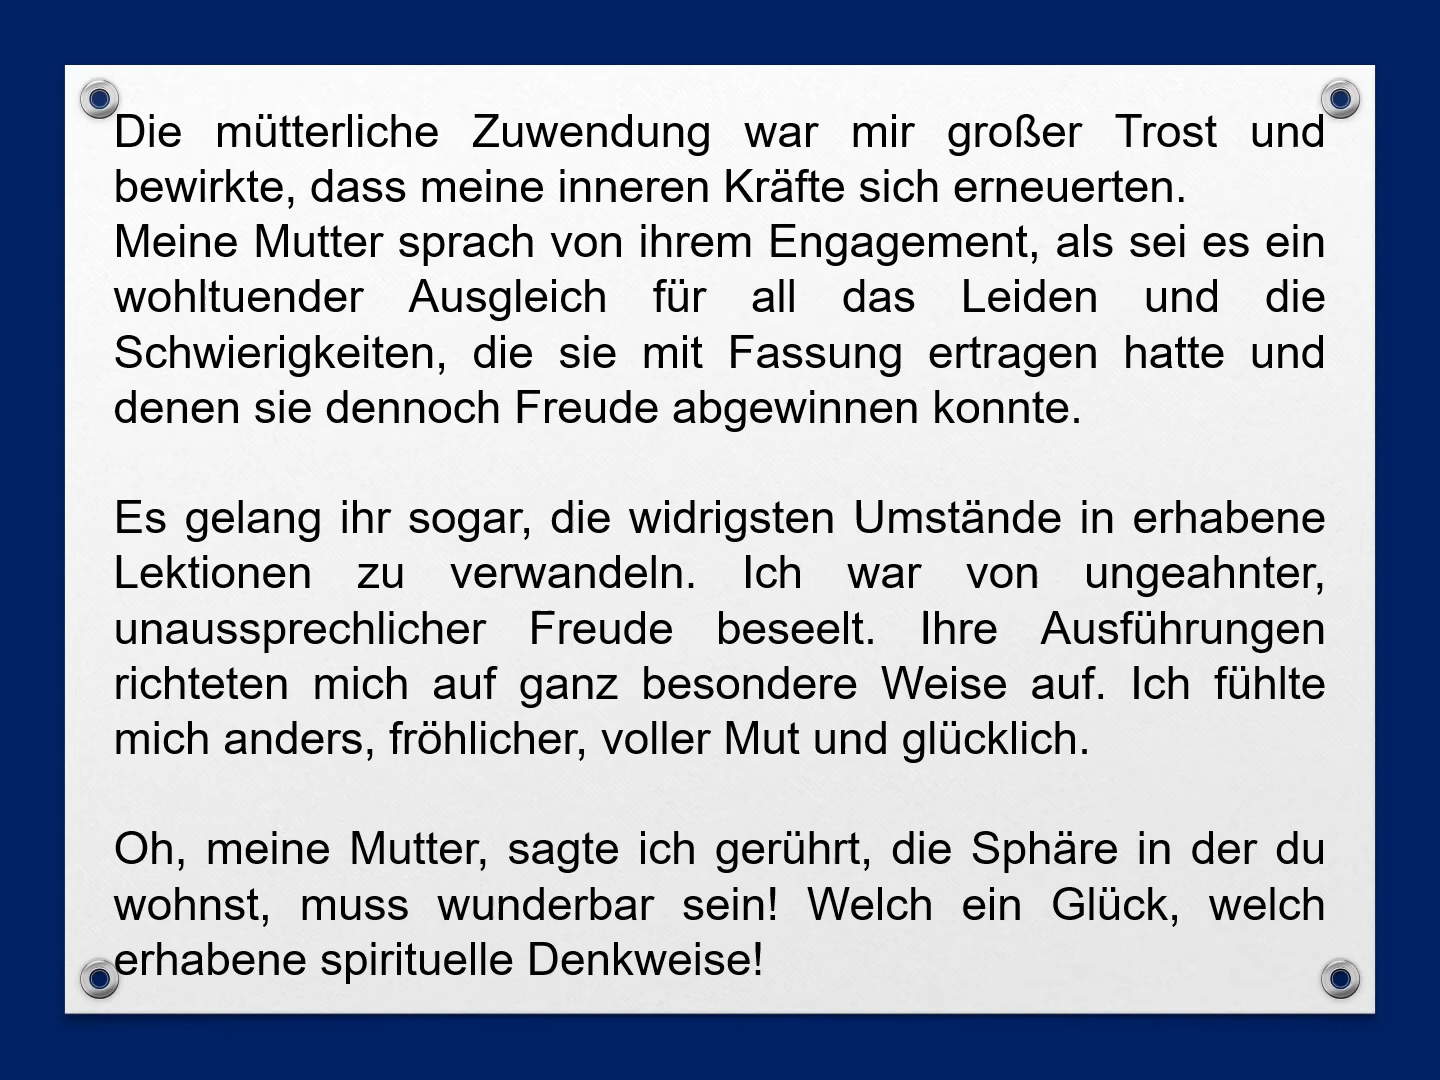 Die mütterliche Zuwendung war mir großer Trost und
bewirkte, dass meine inneren Kräfte sich erneuerten.
Meine Mutter sprach von ihrem Engagement, als sei es ein
wohltuender Ausgleich für all das Leiden und die
Schwierigkeiten, die sie mit Fassung ertragen hatte und
denen sie dennoch Freude abgewinnen konnte.
Es gelang ihr sogar, die widrigsten Umstände in erhabene
Lektionen zu verwandeln. Ich war von ungeahnter,
unaussprechlicher Freude beseelt. Ihre Ausführungen
richteten mich auf ganz besondere Weise auf. Ich fühlte
mich anders, fröhlicher, voller Mut und glücklich.
Oh, meine Mutter, sagte ich gerührt, die Sphäre in der du
wohnst, muss wunderbar sein! Welch ein Glück, welch
erhabene spirituelle Denkweise!